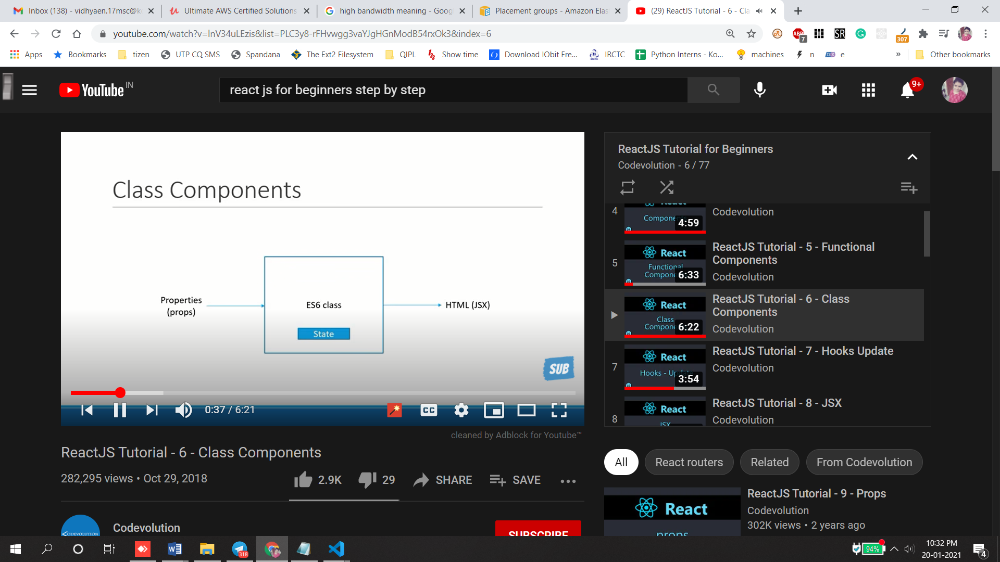 Inbox (138) - vidhyaen.17msc@k
Ultimate AWS Certified Solutions
high bandwidth meaning - Goog
Placement groups - Amazon Elas
(29) ReactJS Tutorial - 6 - Cla
youtube.com/watch?v=lnV34uLEzis&list=PLC3y8-rFHvwgg3vaYJgHGnModB54rxOk3&index=6
ABP
7
SR
307
Apps
Bookmarks
tizen
UTP CQ SMS
Spandana
The Ext2 Filesystem
QIPL
Show time
Download IObit Fre...
IRCTC
Python Interns - Ko...
machines
n
e
»
Other bookmarks
YouTube IN
react js for beginners step by step
9+
Class Components
Properties
(props)
ES6 class
State
HTML (JSX)
SUB
0:37 / 6:21
CC
cleaned by Adblock for Youtube™
ReactJS Tutorial - 6 - Class Components
282,295 views • Oct 29, 2018
2.9K
29
SHARE
SAVE
CODEVOLUTION
Codevolution
SUBSCRIBE
ReactJS Tutorial for Beginners
Codevolution - 6 / 77
4
React
Components
4:59
Codevolution
5
React
Functional
Compone
6:33
ReactJS Tutorial - 5 - Functional
Components
Codevolution
React
Class
Compone
6:22
ReactJS Tutorial - 6 - Class
Components
Codevolution
7
React
Hooks - Update
3:54
ReactJS Tutorial - 7 - Hooks Update
Codevolution
8
React
JSX
ReactJS Tutorial - 8 - JSX
Codevolution
All
React routers
Related
From Codevolution
React
props
ReactJS Tutorial - 9 - Props
Codevolution
302K views • 2 years ago
318
94%
10:32 PM
20-01-2021
4